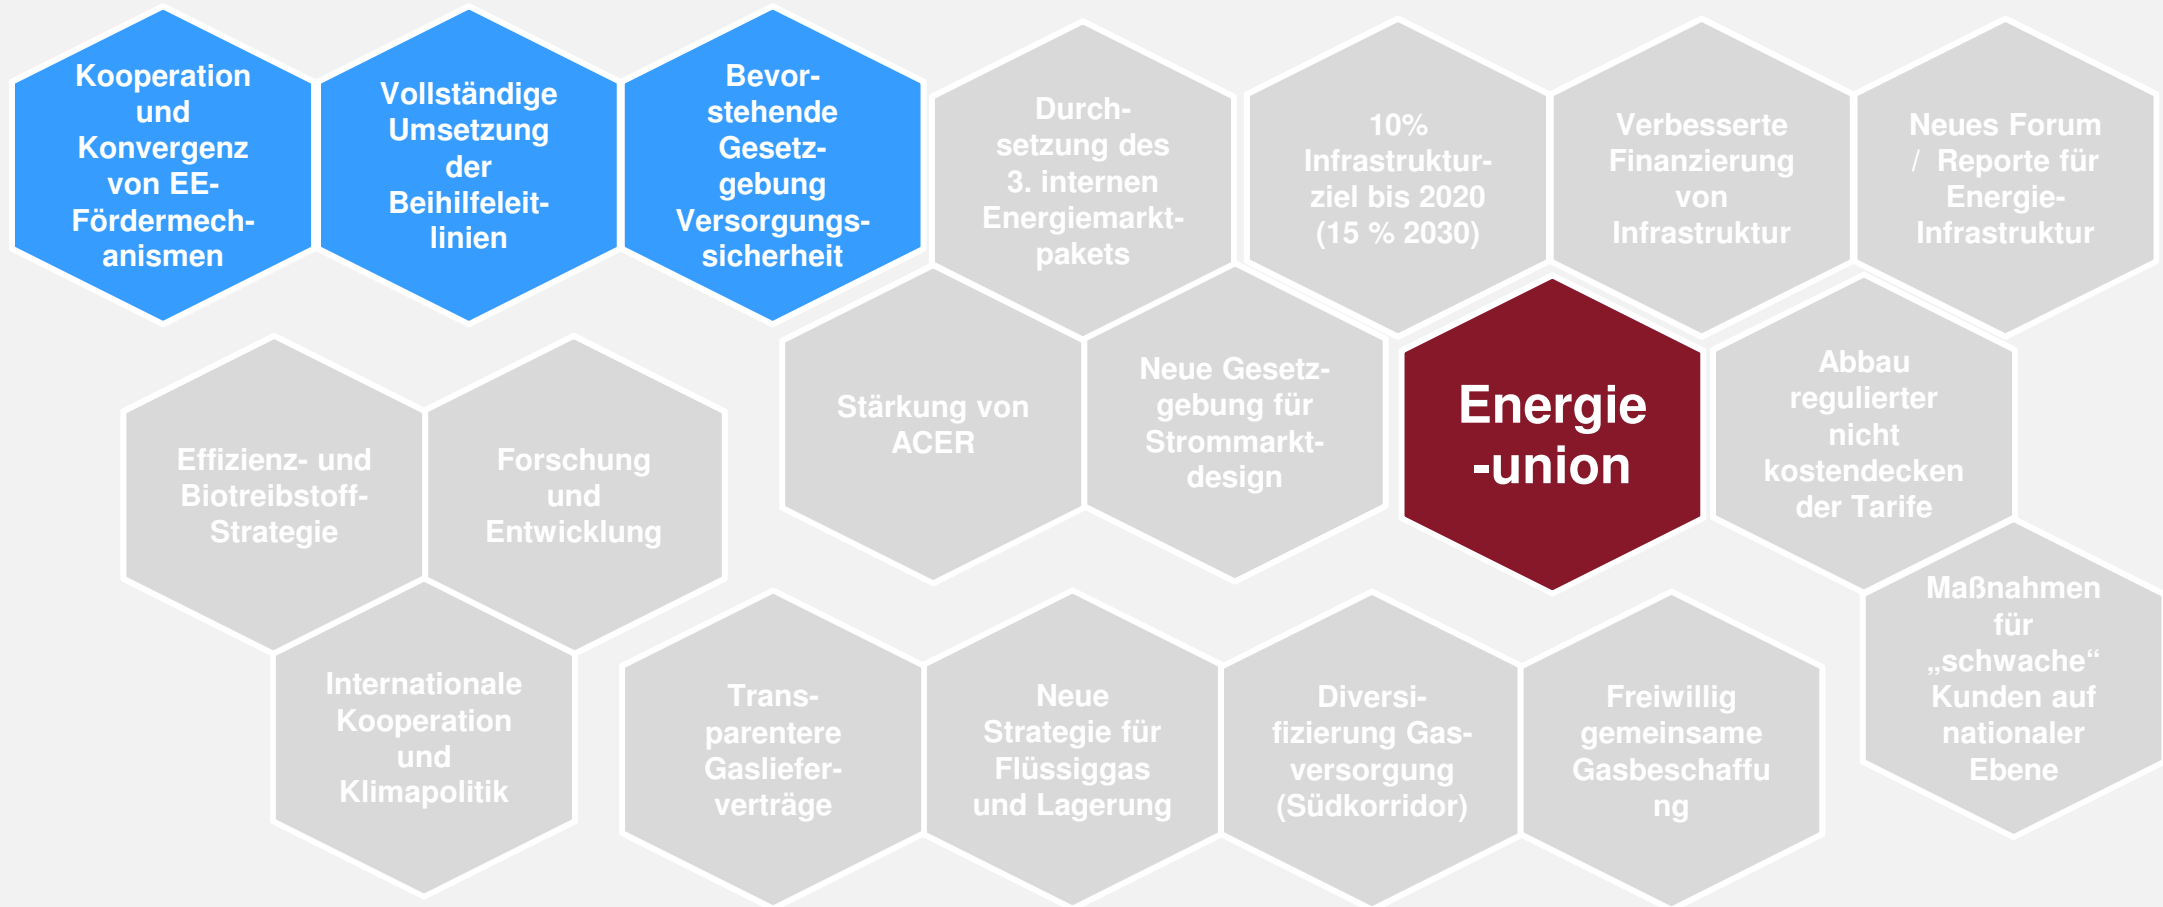 Kooperation
und
Konvergenz
von EE-
Fördermech-
anismen
Vollständige
Umsetzung
der
Beihilfeleit-
linien
Bevor-
stehende
Gesetz-
gebung
Versorgungs-
sicherheit
Durch-
setzung des
3. internen
Energiemarkt-
pakets
10%
Infrastruktur-
ziel bis 2020
(15 % 2030)
Verbesserte
Finanzierung
von
Infrastruktur
Neues Forum
/ Reporte für
Energie-
Infrastruktur
Effizienz- und
Biotreibstoff-
Strategie
Forschung
und
Entwicklung
Stärkung von
ACER
Neue Gesetz-
gebung für
Strommarkt-
design
Energie
-union
Abbau
regulierter
nicht
kostendecken
der Tarife
Internationale
Kooperation
und
Klimapolitik
Trans-
parentere
Gasliefer-
verträge
Neue
Strategie für
Flüssiggas
und Lagerung
Diversi-
fizierung Gas-
versorgung
(Südkorridor)
Freiwillig
gemeinsame
Gasbeschaffu
ng
Maßnahmen
für
„schwache“
Kunden auf
nationaler
Ebene